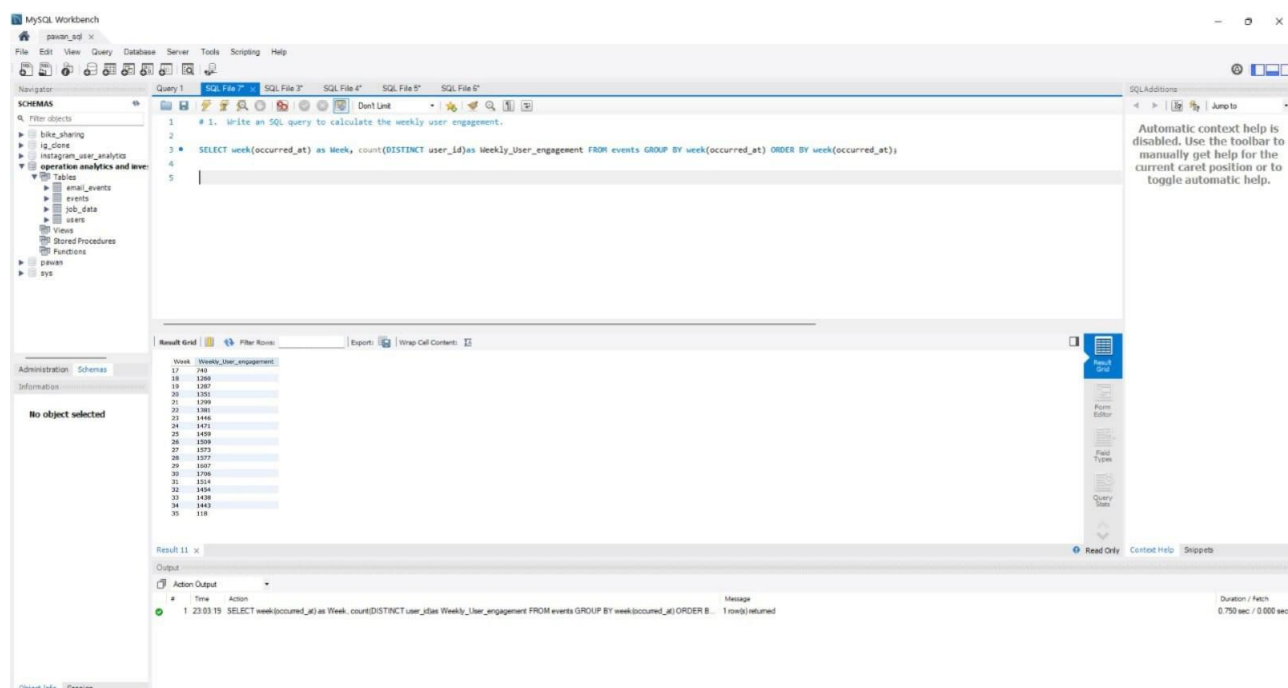 MySQL Workbench
pawan_sql ×
File Edit View Query Database Server Tools Scripting Help
Navigator
SCHEMAS
Filter objects
bike_sharing
ig_clone
instagram_user_analytics
operation analytics and inve
Tables
email_events
events
job_data
users
Views
Stored Procedures
Functions
pawan
sys
Administration Schemas
Information
No object selected
Object Info Session
Query 1 SQL File 7* × SQL File 3* SQL File 4* SQL File 5* SQL File 6*
Don't Limit
1 # 1. Write an SQL query to calculate the weekly user engagement.
2
3 SELECT week(occurred_at) as Week, count(DISTINCT user_id)as Weekly_User_engagement FROM events GROUP BY week(occurred_at) ORDER BY week(occurred_at);
4
5
Result Grid Filter Rows: Export: Wrap Cell Content:
Week Weekly_User_engagement
17 740
18 1260
19 1287
20 1351
21 1299
22 1381
23 1446
24 1471
25 1459
26 1509
27 1573
28 1577
29 1607
30 1706
31 1514
32 1454
33 1438
34 1443
35 118
Result Grid
Form Editor
Field Types
Query Stats
Result 11 ×
Read Only
Output
Action Output
# Time Action Message Duration / Fetch
1 23:03:19 SELECT week(occurred_at) as Week, count(DISTINCT user_id)as Weekly_User_engagement FROM events GROUP BY week(occurred_at) ORDER B... 1 row(s) returned 0.750 sec / 0.000 sec
SQLAdditions
Jump to
Automatic context help is
disabled. Use the toolbar to
manually get help for the
current caret position or to
toggle automatic help.
Context Help Snippets